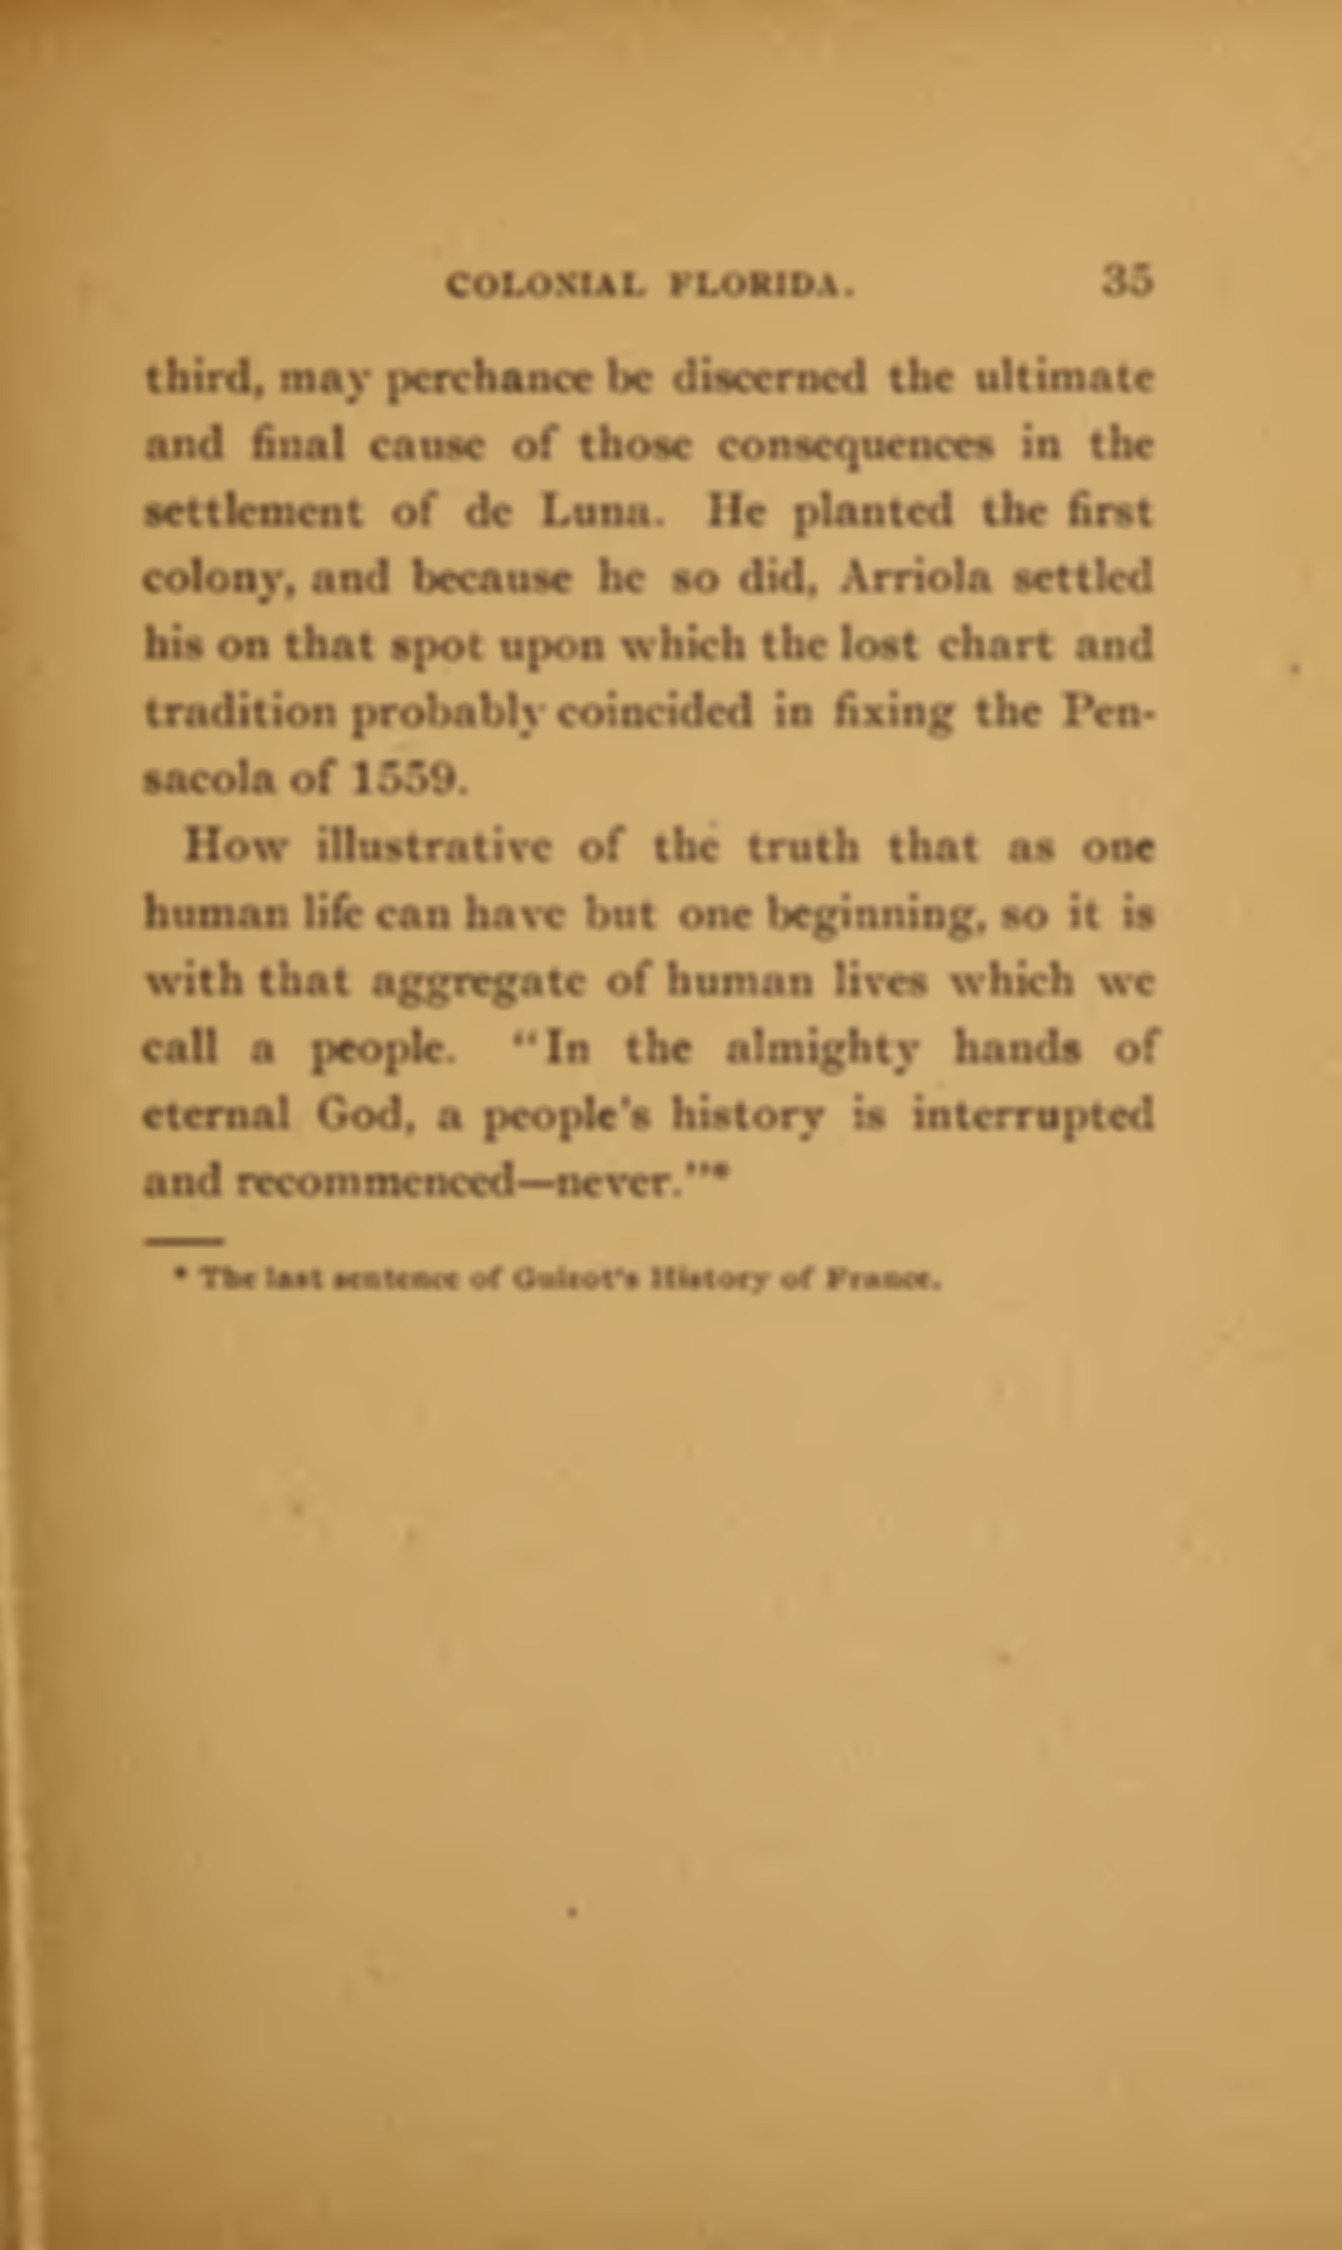 COLONIAL FLORIDA. 35
third, may perchance be discerned the ultimate
and final cause of those consequences in the
settlement of de Luna. He planted the first
colony, and because he so did, Arriola settled
his on that spot upon which the lost chart and
tradition probably coincided in fixing the Pen-
sacola of 1559.
How illustrative of the truth that as one
human life can have but one beginning, so it is
with that aggregate of human lives which we
call a people. “In the almighty hands of
eternal God, a people's history is interrupted
and recommenced—never.”*
* The last sentence of Guizot's History of France.